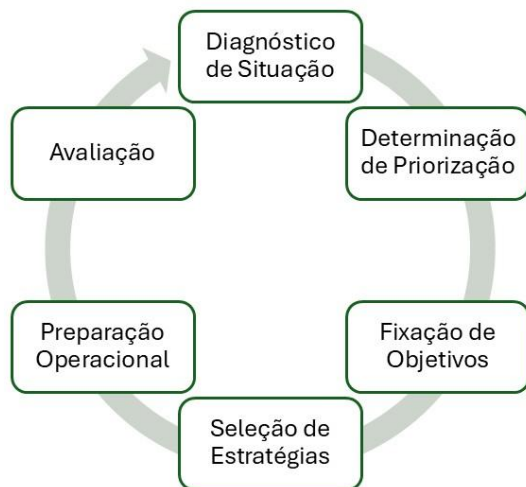 Diagnóstico
de Situação
Determinação
de Priorização
Fixação de
Objetivos
Seleção de
Estratégias
Preparação
Operacional
Avaliação